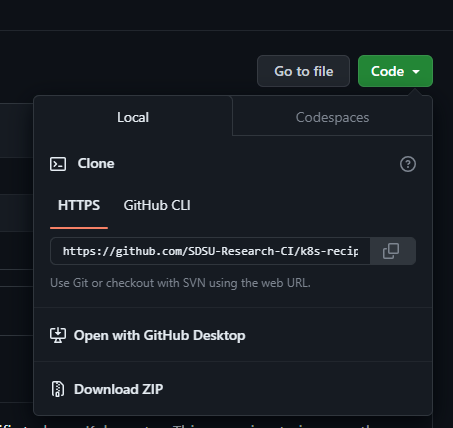 Go to file
Code
Local
Codespaces
Clone
HTTPS
GitHub CLI
https://github.com/SDSU-Research-CI/k8s-recip
Use Git or checkout with SVN using the web URL.
Open with GitHub Desktop
Download ZIP